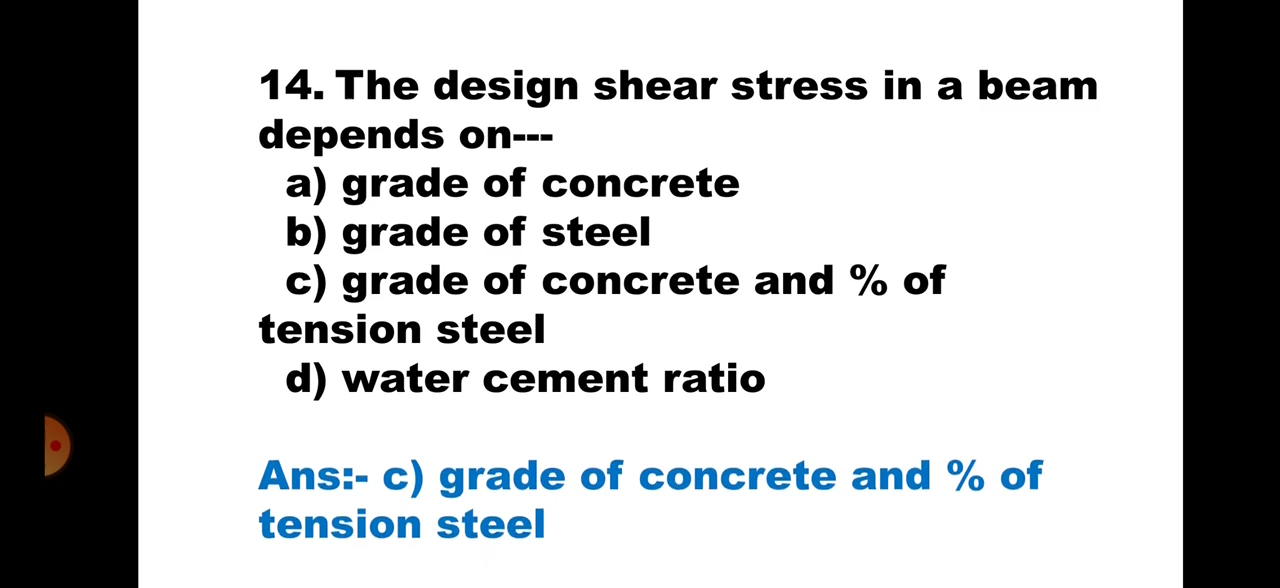 14. The design shear stress in a beam
depends on---
a) grade of concrete
b) grade of steel
c) grade of concrete and % of
tension steel
d) water cement ratio
Ans:- c) grade of concrete and % of
tension steel